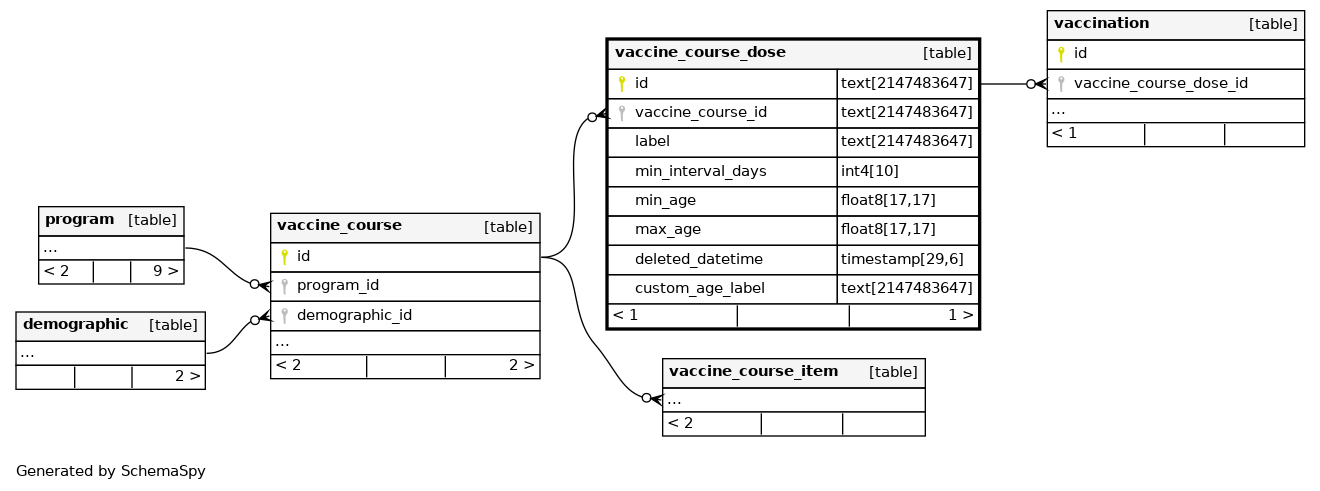 vaccination [table]
id
vaccine_course_dose_id
...
< 1
vaccine_course_dose [table]
id text[2147483647]
vaccine_course_id text[2147483647]
label text[2147483647]
min_interval_days int4[10]
min_age float8[17,17]
max_age float8[17,17]
deleted_datetime timestamp[29,6]
custom_age_label text[2147483647]
< 1 1 >
program [table]
...
< 2 9 >
vaccine_course [table]
id
program_id
demographic_id
...
< 2 2 >
demographic [table]
...
2 >
vaccine_course_item [table]
...
< 2
Generated by SchemaSpy